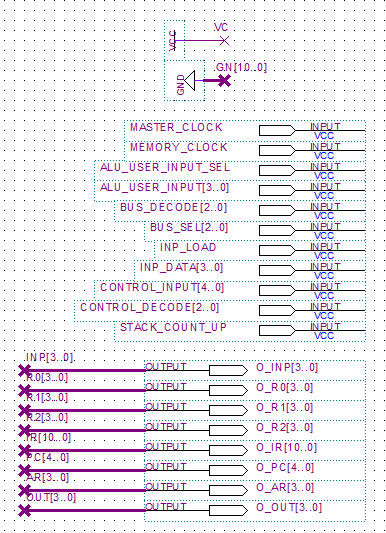 VC
VCC
GN[10..0]
GND
MASTER_CLOCK INPUT
VCC
MEMORY_CLOCK INPUT
VCC
ALU_USER_INPUT_SEL INPUT
VCC
ALU_USER_INPUT[3..0] INPUT
VCC
BUS_DECODE[2..0] INPUT
VCC
BUS_SEL[2..0] INPUT
VCC
INP_LOAD INPUT
VCC
INP_DATA[3..0] INPUT
VCC
CONTROL_INPUT[4..0] INPUT
VCC
CONTROL_DECODE[2..0] INPUT
VCC
STACK_COUNT_UP INPUT
VCC
INP[3..0] OUTPUT O_INP[3..0]
R0[3..0] OUTPUT O_R0[3..0]
R1[3..0] OUTPUT O_R1[3..0]
R2[3..0] OUTPUT O_R2[3..0]
IR[10..0] OUTPUT O_IR[10..0]
PC[4..0] OUTPUT O_PC[4..0]
AR[3..0] OUTPUT O_AR[3..0]
OUT[3..0] OUTPUT O_OUT[3..0]